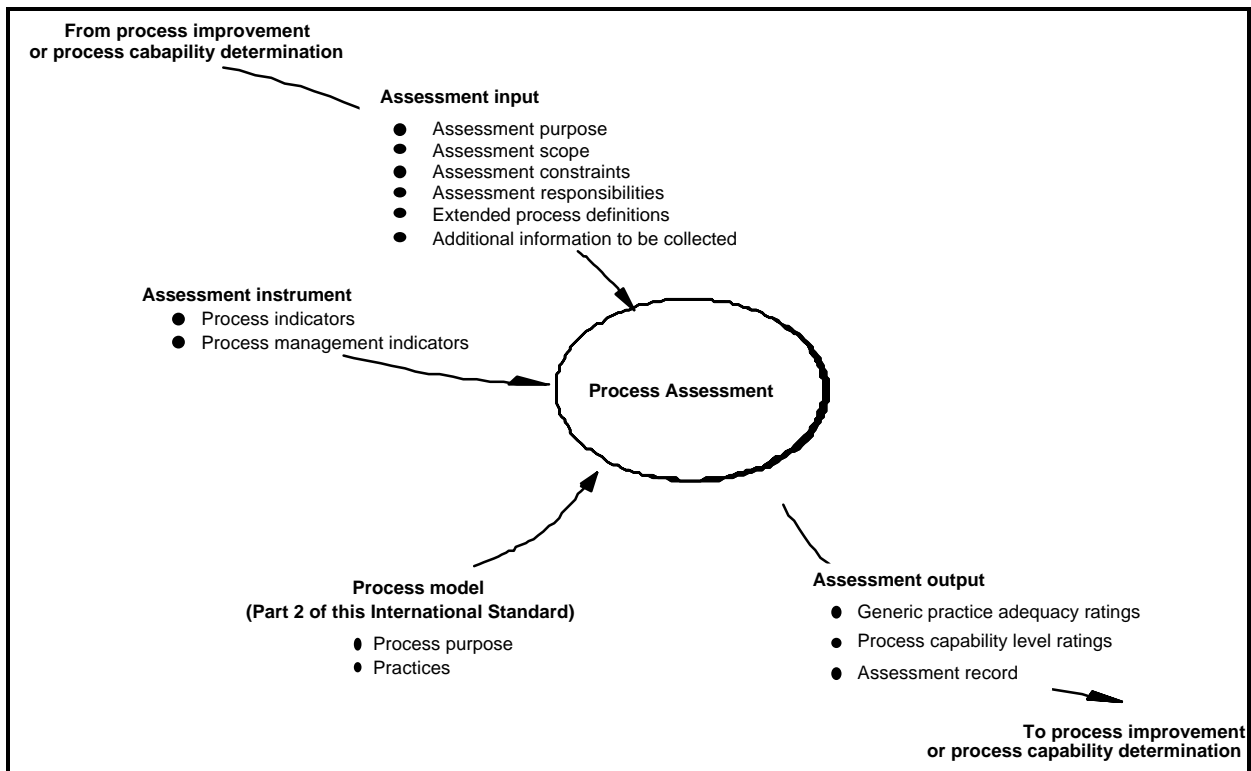 From process improvement
or process cabapility determination
Assessment input
● Assessment purpose
● Assessment scope
● Assessment constraints
● Assessment responsibilities
● Extended process definitions
● Additional information to be collected
Assessment instrument
● Process indicators
● Process management indicators
Process Assessment
Process model
(Part 2 of this International Standard)
● Process purpose
● Practices
Assessment output
● Generic practice adequacy ratings
● Process capability level ratings
● Assessment record
To process improvement
or process capability determination